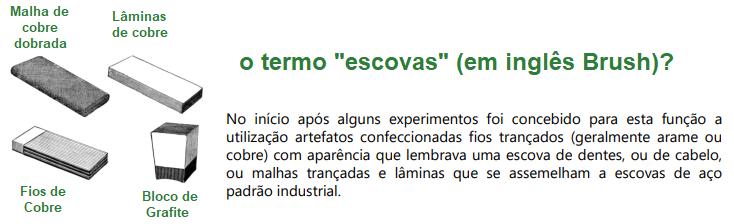 Malha de
cobre
dobrada
Lâminas
de cobre
Fios de
Cobre
Bloco de
Grafite
o termo "escovas" (em inglês Brush)?
No início após alguns experimentos foi concebido para esta função a
utilização artefatos confeccionadas fios trançados (geralmente arame ou
cobre) com aparência que lembrava uma escova de dentes, ou de cabelo,
ou malhas trançadas e lâminas que se assemelham a escovas de aço
padrão industrial.